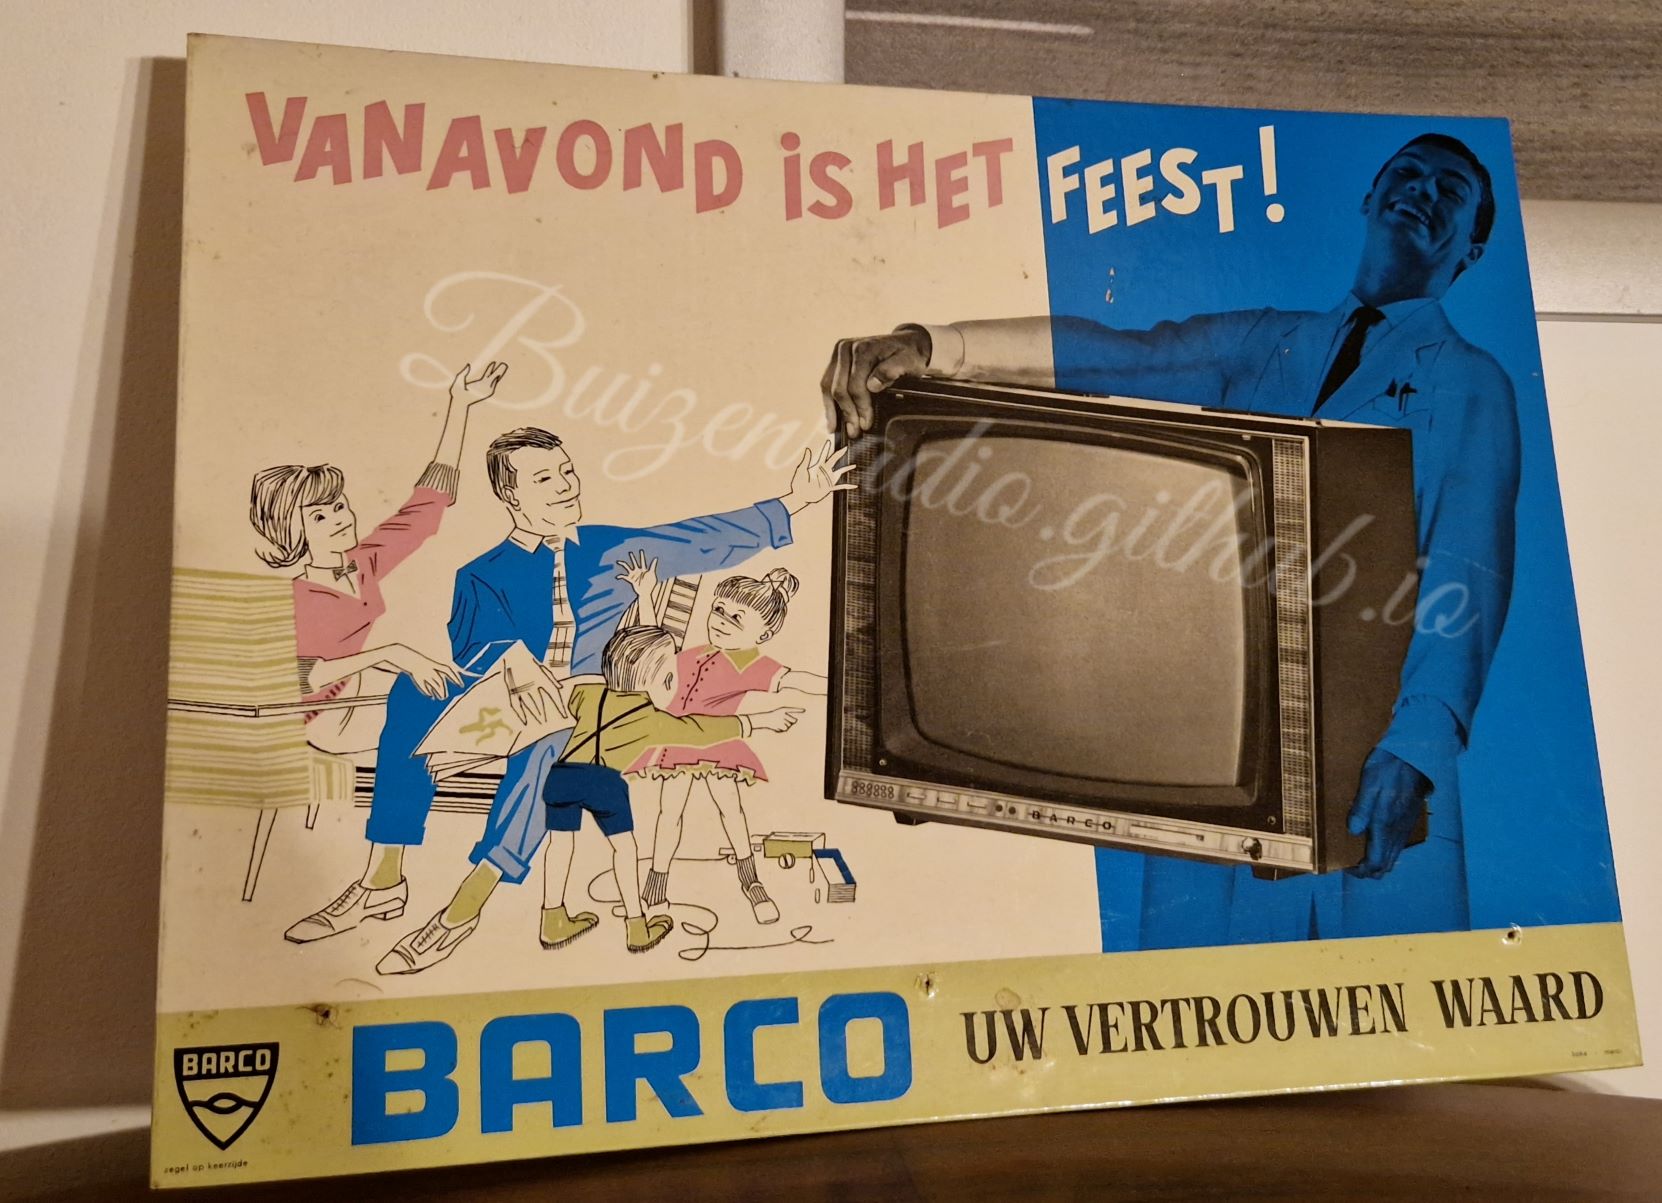 VANAVOND iS HET FEEST!
Buizenradio.github.io
BARCO
BARCO
BARCO
UW VERTROUWEN WAARD
zegel op keerzijde